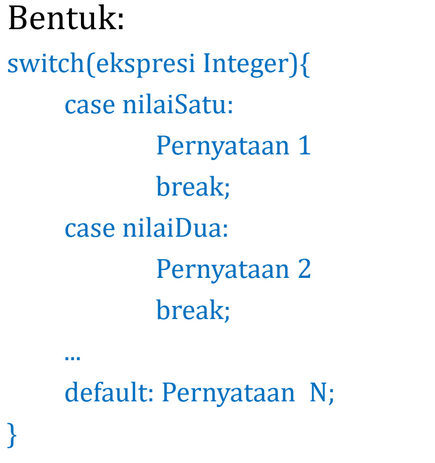 Bentuk:
switch(ekspresi Integer){
case nilaiSatu:
Pernyataan 1
break;
case nilaiDua:
Pernyataan 2
break;
...
default: Pernyataan  N;
}